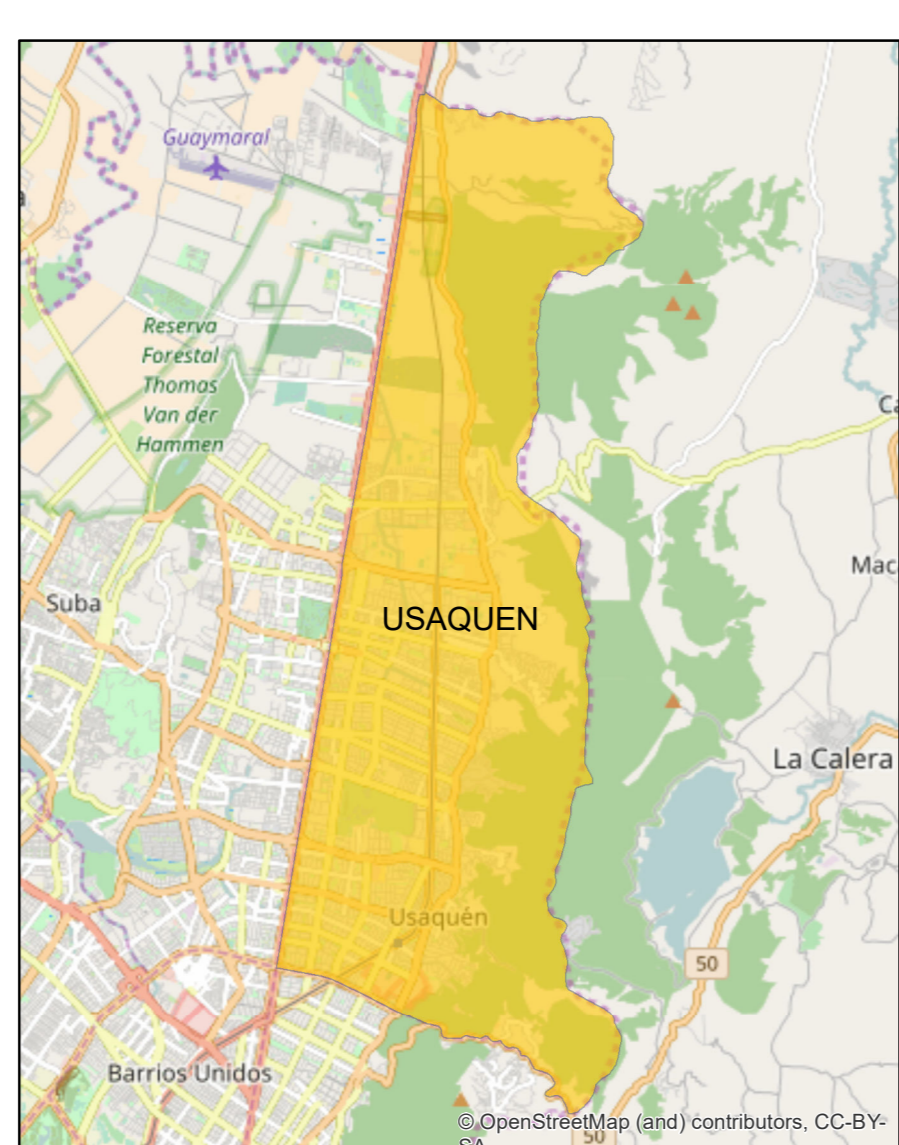 Guaymaral
a
Reserva
Forestal
Thomas
Van der
Hammen
Ca
Mac
Suba
USAQUEN
La Calera
Usaquén
50
Barrios Unidos
© OpenStreetMap (and) contributors, CC-BY-
SA
50